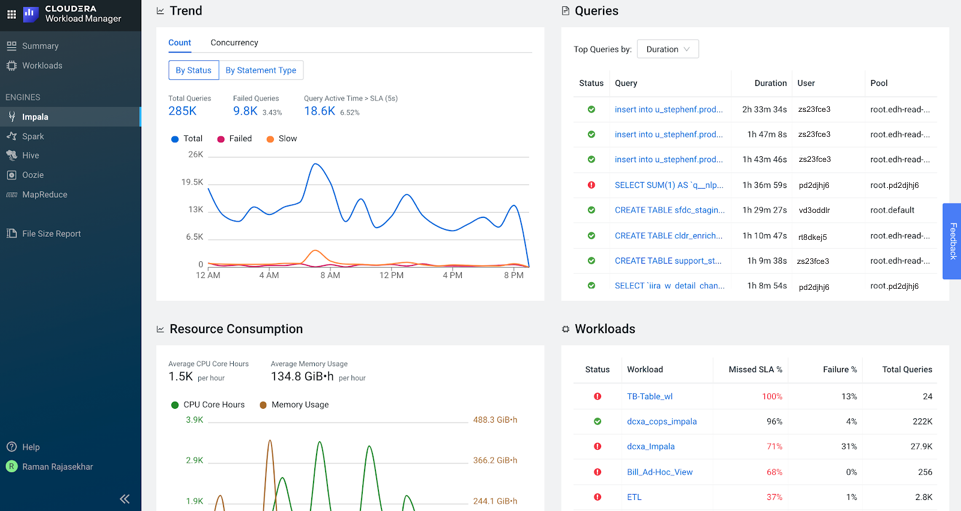 CLOUDERA
Workload Manager
Summary
Workloads
ENGINES
Impala
Spark
Hive
Oozie
MapReduce
File Size Report
Help
R Raman Rajasekhar
Trend
Count Concurrency
By Status By Statement Type
Total Queries Failed Queries Query Active Time > SLA (5s)
285K 9.8K 3.43% 18.6K 6.52%
Total Failed Slow
26K
19.5K
13K
6.5K
0
12 AM 4 AM 8 AM 12 PM 4 PM 8 PM
Queries
Top Queries by: Duration
Status Query Duration User Pool
insert into u_stephenf.prod... 2h 33m 34s zs23fce3 root.edh-read-...
insert into u_stephenf.prod... 1h 47m 8s zs23fce3 root.edh-read-...
insert into u_stephenf.prod... 1h 43m 46s zs23fce3 root.edh-read-...
SELECT SUM(1) AS `q__nlp... 1h 36m 59s pd2djhj6 root.pd2djhj6
CREATE TABLE sfdc_stagin... 1h 29m 27s vd3oddlr root.default
CREATE TABLE cldr_enrich... 1h 10m 47s rt8dkej5 root.edh-read-...
CREATE TABLE support_st... 1h 9m 38s zs23fce3 root.edh-read-...
SELECT 1h 8m 54s pd2djhj6 root.pd2djhj6
Feedback
Resource Consumption
Average CPU Core Hours Average Memory Usage
1.5K per hour 134.8 GiB•h per hour
CPU Core Hours Memory Usage
3.9K 488.3 GiB•h
2.9K 366.2 GiB•h
1.9K 244.1 GiB•h
Workloads
Status Workload Missed SLA % Failure % Total Queries
TB-Table_wl 100% 13% 24
dcxa_cops_impala 96% 4% 222K
dcxa_Impala 71% 31% 27.9K
Bill_Ad-Hoc_View 68% 0% 256
ETL 37% 1% 2.8K